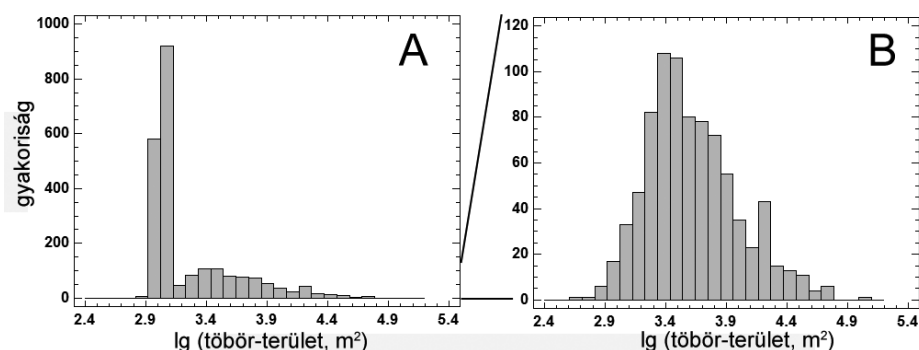 A
gyakoriság
1000
800
600
400
200
0
2.4 2.9 3.4 3.9 4.4 4.9 5.4
lg (töbör-terület, m²)
B
120
100
80
60
40
20
0
2.4 2.9 3.4 3.9 4.4 4.9 5.4
lg (töbör-terület, m²)